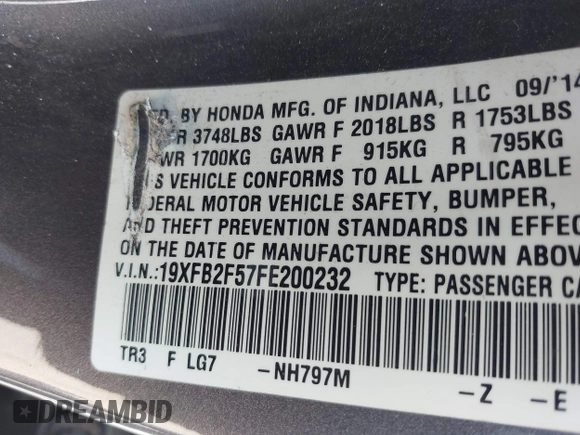 BY HONDA MFG. OF INDIANA, LLC 09/'14
R 3748LBS GAWR F 2018LBS R 1753LBS
WR 1700KG GAWR F 915KG R 795KG
S VEHICLE CONFORMS TO ALL APPLICABLE
DERAL MOTOR VEHICLE SAFETY, BUMPER,
AND THEFT PREVENTION STANDARDS IN EFFEC
ON THE DATE OF MANUFACTURE SHOWN ABOV
V.I.N.:19XFB2F57FE200232 TYPE: PASSENGER CA
TR3 F LG7 -NH797M -Z -E
DREAMBID